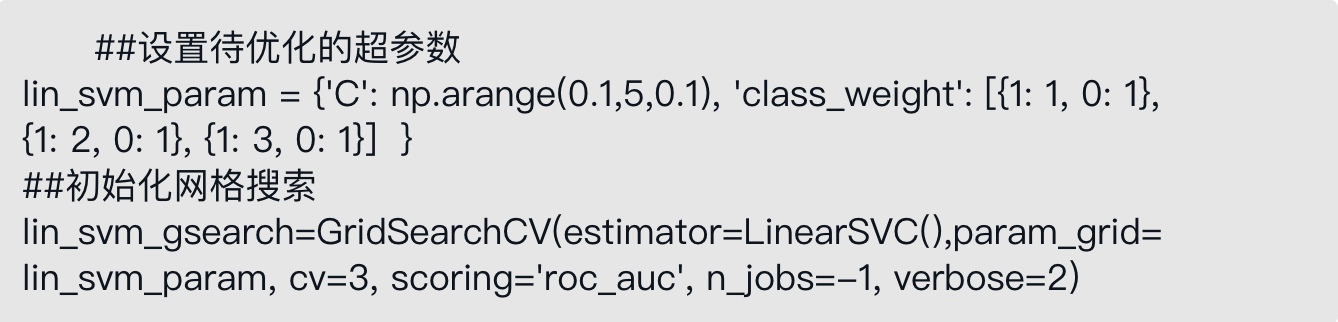 ##设置待优化的超参数
lin_svm_param = {'C': np.arange(0.1,5,0.1), 'class_weight': [{1: 1, 0: 1},
{1: 2, 0: 1}, {1: 3, 0: 1}]  }
##初始化网格搜索
lin_svm_gsearch=GridSearchCV(estimator=LinearSVC(),param_grid=
lin_svm_param, cv=3, scoring='roc_auc', n_jobs=-1, verbose=2)